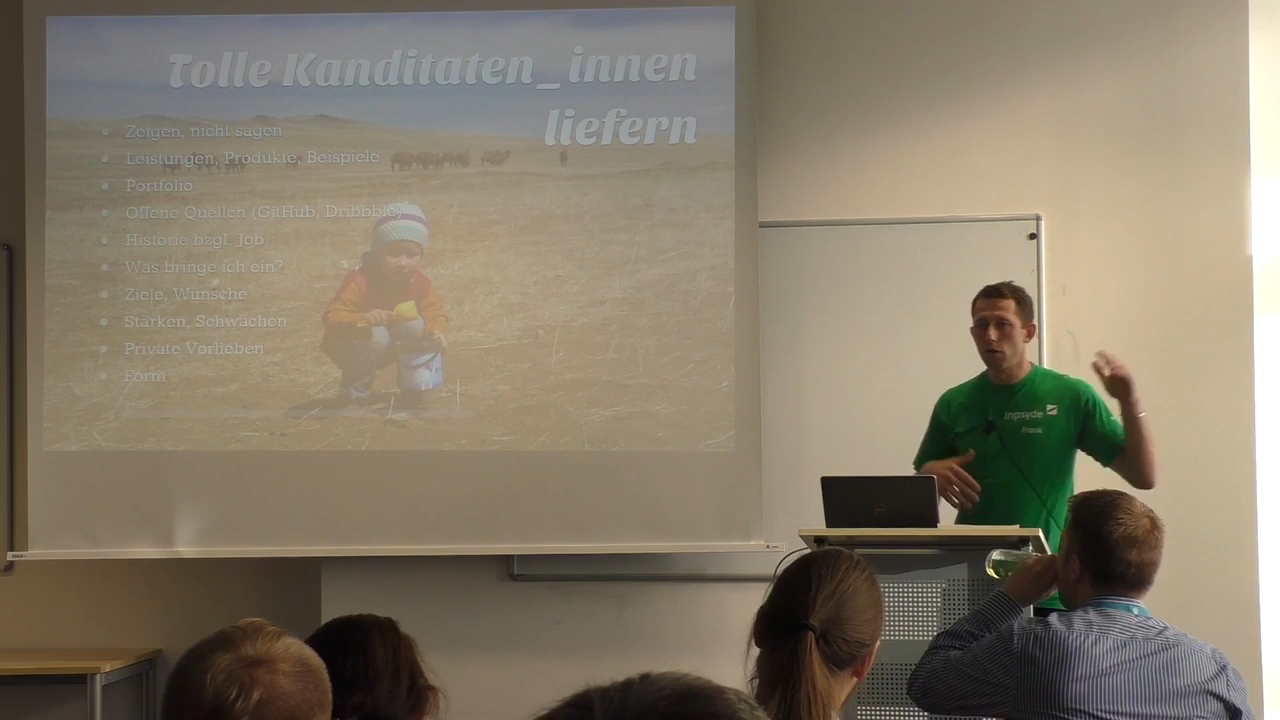 Tolle Kanditaten_innen
liefern
Zeigen, nicht sagen
Leistungen, Produkte, Beispiele
Portfolio
Offene Quellen (GitHub, Dribbble)
Historie bzgl. Job
Was bringe ich ein?
Ziele, Wünsche
Stärken, Schwächen
Private Vorlieben
Form
inpsyde
Frank
DELL